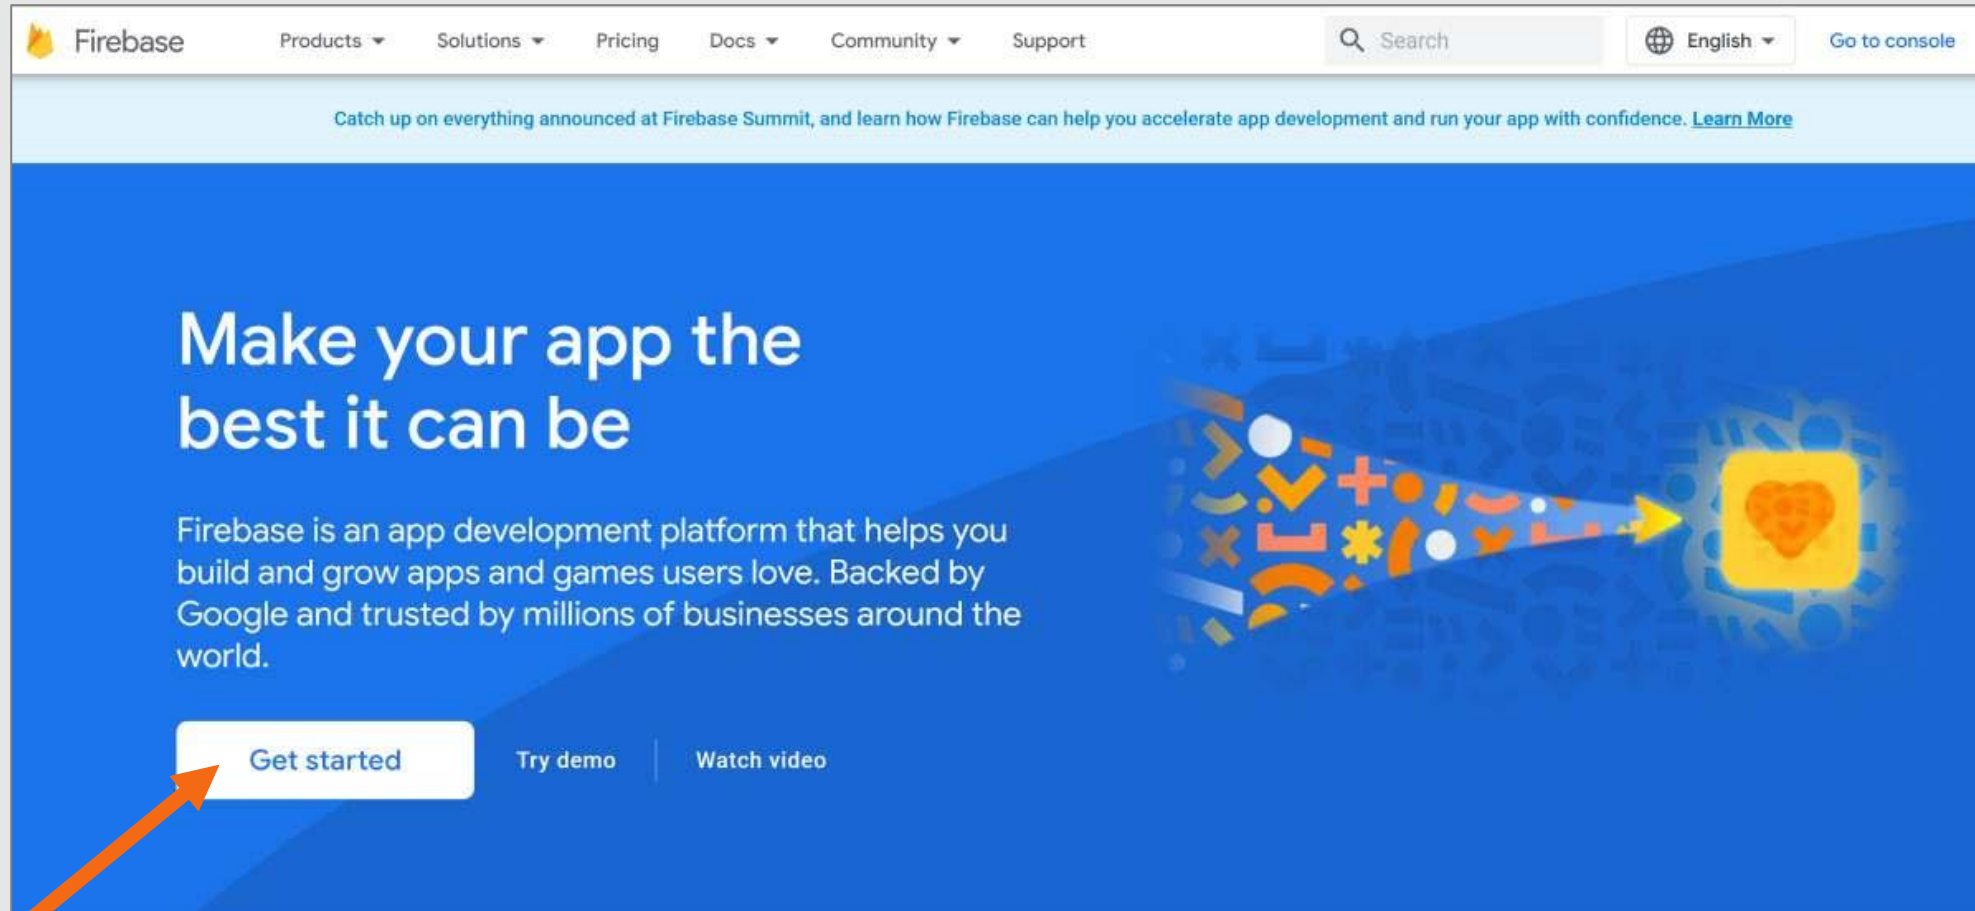 Firebase Products Solutions Pricing Docs Community Support Search English Go to console
Catch up on everything announced at Firebase Summit, and learn how Firebase can help you accelerate app development and run your app with confidence. Learn More
Make your app the
best it can be
Firebase is an app development platform that helps you
build and grow apps and games users love. Backed by
Google and trusted by millions of businesses around the
world.
Get started Try demo Watch video